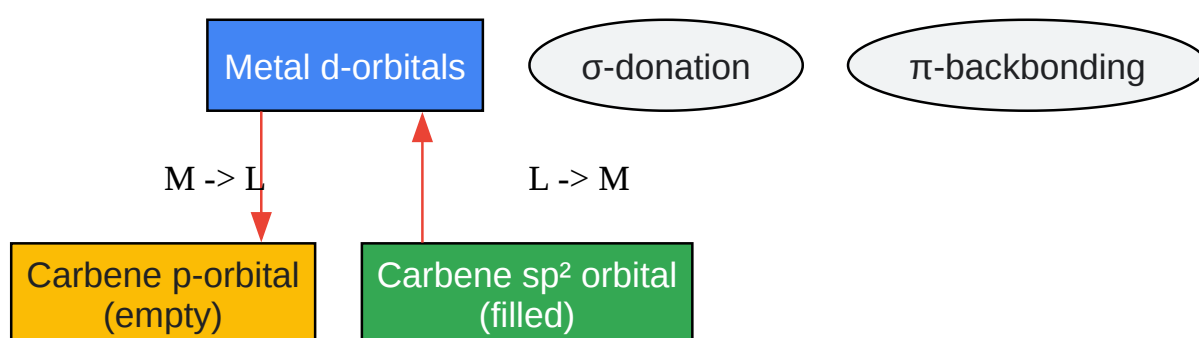 Metal d-orbitals
σ-donation
π-backbonding
M -> L
L -> M
Carbene p-orbital
(empty)
Carbene sp² orbital
(filled)